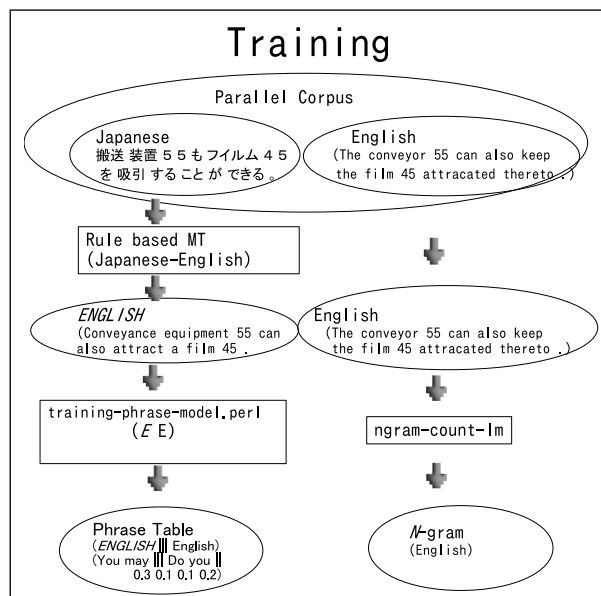 Training
Parallel Corpus
Japanese
搬送 装置 5 5 も フイルム 4 5
を 吸引 する こと が できる 。
English
(The conveyor 55 can also keep
the film 45 attracated thereto .)
Rule based MT
(Japanese-English)
ENGLISH
(Conveyance equipment 55 can
also attract a film 45 .
English
(The conveyor 55 can also keep
the film 45 attracated thereto .)
training-phrase-model.perl
(E E)
ngram-count-lm
Phrase Table
(ENGLISH ||| English)
(You may ||| Do you ||
0.3 0.1 0.1 0.2)
N-gram
(English)